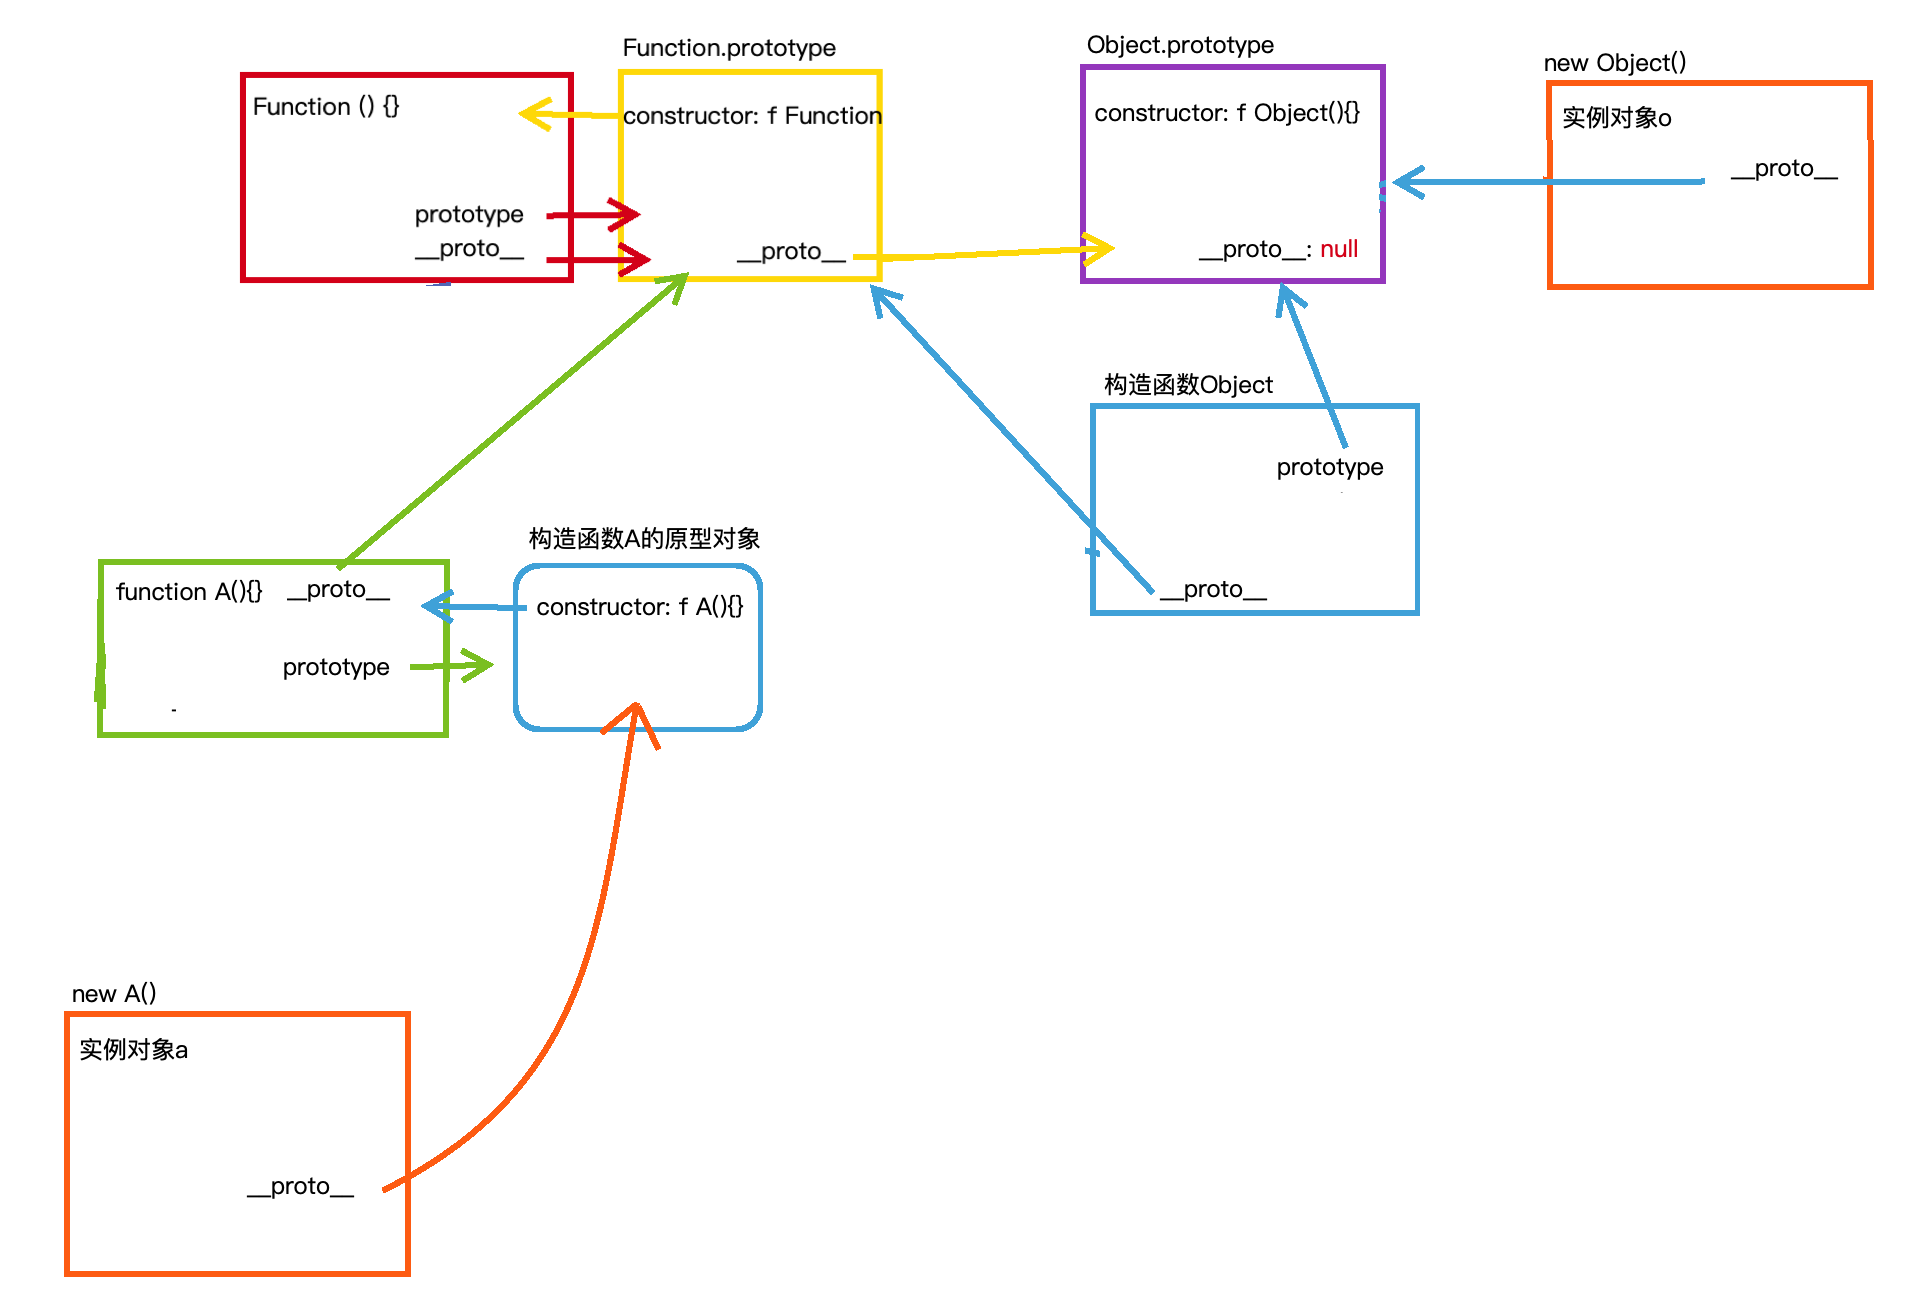 Function.prototype
Object.prototype
new Object()
Function () {}
constructor: f Function
constructor: f Object(){}
实例对象o
__proto__
prototype
__proto__
__proto__
__proto__: null
构造函数Object
prototype
__proto__
构造函数A的原型对象
function A(){}
__proto__
constructor: f A(){}
prototype
new A()
实例对象a
__proto__